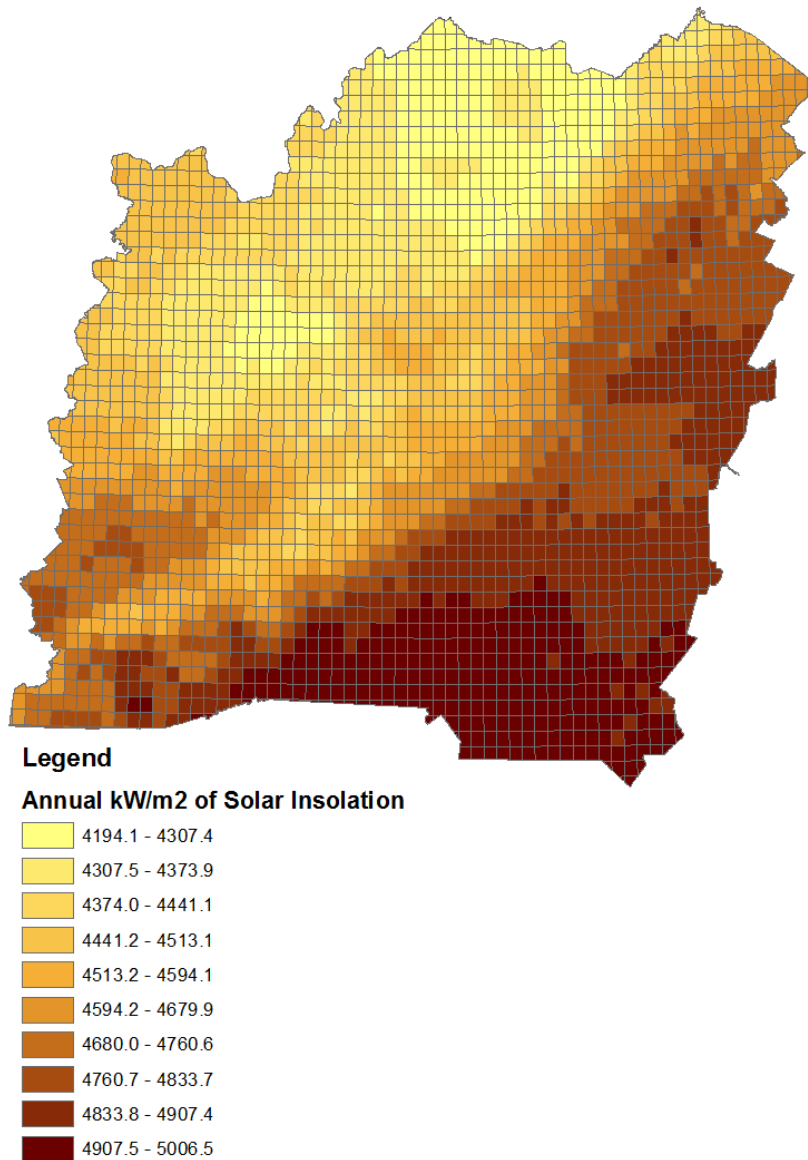 Legend
Annual kW/m2 of Solar Insolation
4194.1 - 4307.4
4307.5 - 4373.9
4374.0 - 4441.1
4441.2 - 4513.1
4513.2 - 4594.1
4594.2 - 4679.9
4680.0 - 4760.6
4760.7 - 4833.7
4833.8 - 4907.4
4907.5 - 5006.5